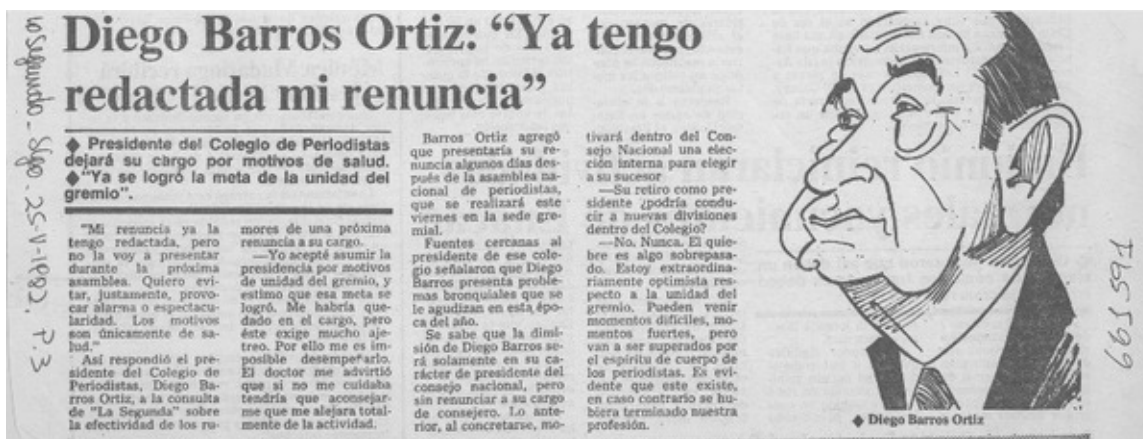 Diego Barros Ortiz: “Ya tengo
redactada mi renuncia”
◆ Presidente del Colegio de Periodistas
dejará su cargo por motivos de salud.
◆“Ya se logró la meta de la unidad del
gremio”.
“Mi renuncia ya la
tengo redactada, pero
no la voy a presentar
durante la próxima
asamblea. Quiero evi-
tar, justamente, provo-
car alarma o espectacu-
laridad. Los motivos
son únicamente de sa-
lud.”
Así respondió el pre-
sidente del Colegio de
Periodistas, Diego Ba-
rros Ortiz, a la consulta
de “La Segunda” sobre
la efectividad de los ru-
mores de una próxima
renuncia a su cargo.
—Yo acepté asumir la
presidencia por motivos
de unidad del gremio, y
estimo que esa meta se
logró. Me habría que-
dado en el cargo, pero
éste exige mucho aje-
treo. Por ello me es im-
posible desempeñarlo.
El doctor me advirtió
que si no me cuidaba
tendría que aconsejar-
me que me alejara total-
mente de la actividad.
Barros Ortiz agregó
que presentaría su re-
nuncia algunos días des-
pués de la asamblea na-
cional de periodistas,
que se realizará este
viernes en la sede gre-
mial.
Fuentes cercanas al
presidente de ese cole-
gio señalaron que Diego
Barros presenta proble-
mas bronquiales que se
le agudizan en esta épo-
ca del año.
Se sabe que la dimi-
sión de Diego Barros se-
rá solamente en su ca-
rácter de presidente del
consejo nacional, pero
sin renunciar a su cargo
de consejero. Lo ante-
rior, al concretarse, mo-
tivará dentro del Con-
sejo Nacional una elec-
ción interna para elegir
a su sucesor
—Su retiro como pre-
sidente ¿podría condu-
cir a nuevas divisiones
dentro del Colegio?
—No. Nunca. El quie-
bre es algo sobrepasa-
do. Estoy extraordina-
riamente optimista res-
pecto a la unidad del
gremio. Pueden venir
momentos difíciles, mo-
mentos fuertes, pero
van a ser superados por
el espíritu de cuerpo de
los periodistas. Es evi-
dente que este existe,
en caso contrario se hu-
biera terminado nuestra
profesión.
◆ Diego Barros Ortiz
La Segunda - Stgo. 25-V-1982. P.3
661591